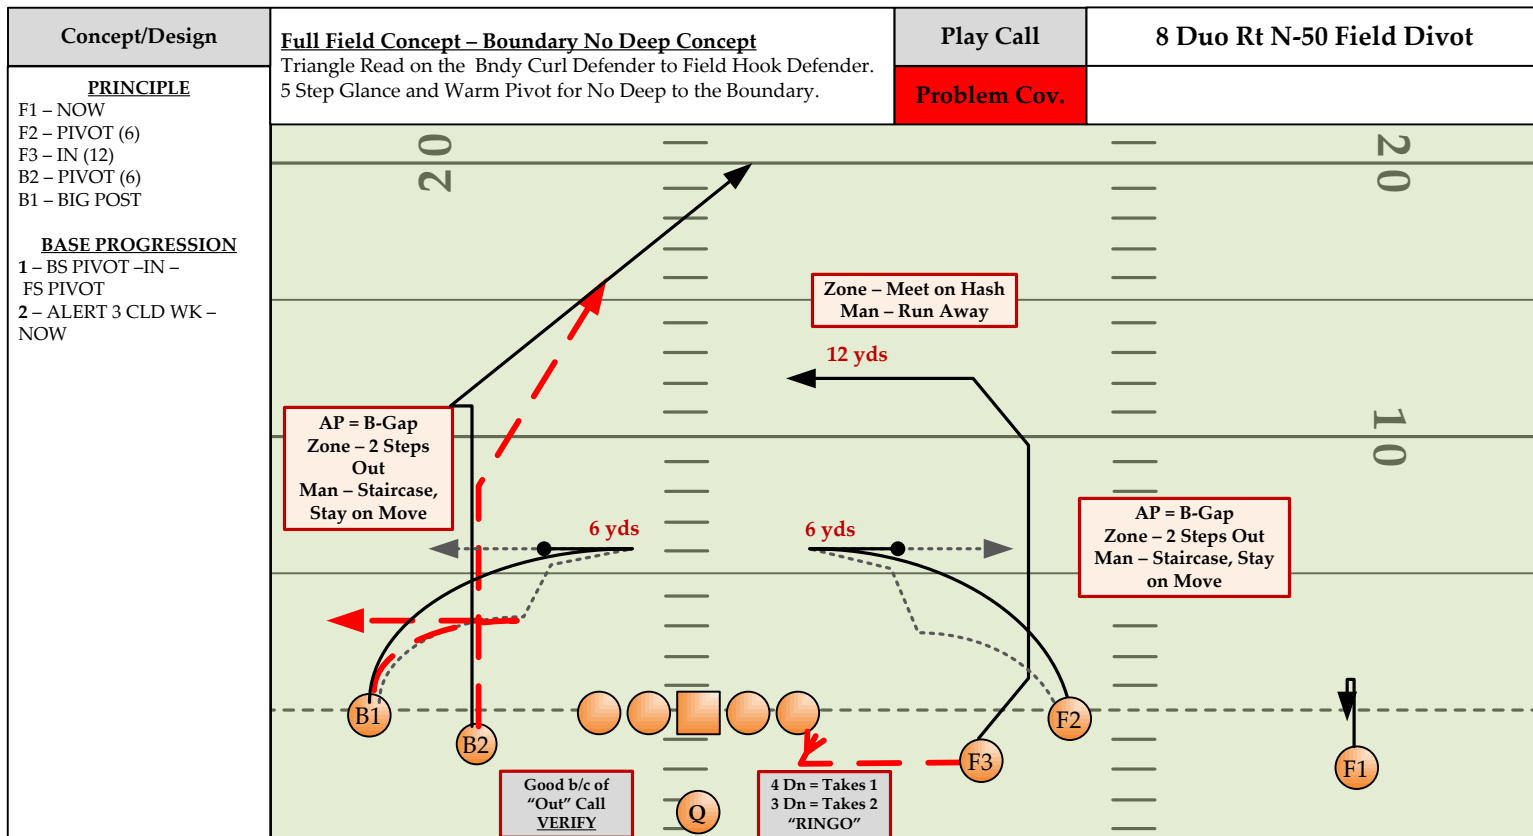 Concept/Design
Full Field Concept – Boundary No Deep Concept
Triangle Read on the Bndy Curl Defender to Field Hook Defender.
5 Step Glance and Warm Pivot for No Deep to the Boundary.
Play Call
8 Duo Rt N-50 Field Divot
Problem Cov.
PRINCIPLE
F1 – NOW
F2 – PIVOT (6)
F3 – IN (12)
B2 – PIVOT (6)
B1 – BIG POST
BASE PROGRESSION
1 – BS PIVOT –IN –
FS PIVOT
2 – ALERT 3 CLD WK –
NOW
2 0
2 0
Zone – Meet on Hash
Man – Run Away
12 yds
AP = B-Gap
Zone – 2 Steps
Out
Man – Staircase,
Stay on Move
1 0
6 yds
6 yds
AP = B-Gap
Zone – 2 Steps Out
Man – Staircase, Stay
on Move
B1
B2
F3
F2
F1
Good b/c of
“Out” Call
VERIFY
Q
4 Dn = Takes 1
3 Dn = Takes 2
“RINGO”